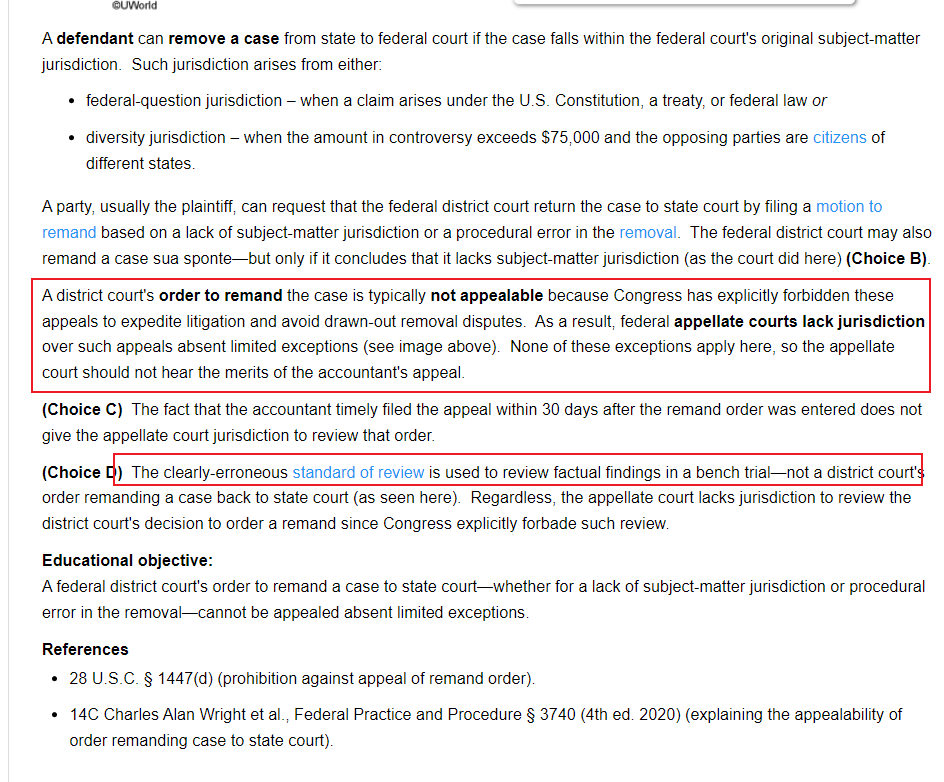 ©UWorld
A defendant can remove a case from state to federal court if the case falls within the federal court's original subject-matter
jurisdiction. Such jurisdiction arises from either:
• federal-question jurisdiction – when a claim arises under the U.S. Constitution, a treaty, or federal law or
• diversity jurisdiction – when the amount in controversy exceeds $75,000 and the opposing parties are citizens of
different states.
A party, usually the plaintiff, can request that the federal district court return the case to state court by filing a motion to
remand based on a lack of subject-matter jurisdiction or a procedural error in the removal. The federal district court may also
remand a case sua sponte—but only if it concludes that it lacks subject-matter jurisdiction (as the court did here) (Choice B).
A district court's order to remand the case is typically not appealable because Congress has explicitly forbidden these
appeals to expedite litigation and avoid drawn-out removal disputes. As a result, federal appellate courts lack jurisdiction
over such appeals absent limited exceptions (see image above). None of these exceptions apply here, so the appellate
court should not hear the merits of the accountant's appeal.
(Choice C) The fact that the accountant timely filed the appeal within 30 days after the remand order was entered does not
give the appellate court jurisdiction to review that order.
(Choice D) The clearly-erroneous standard of review is used to review factual findings in a bench trial—not a district court's
order remanding a case back to state court (as seen here). Regardless, the appellate court lacks jurisdiction to review the
district court's decision to order a remand since Congress explicitly forbade such review.
Educational objective:
A federal district court's order to remand a case to state court—whether for a lack of subject-matter jurisdiction or procedural
error in the removal—cannot be appealed absent limited exceptions.
References
• 28 U.S.C. § 1447(d) (prohibition against appeal of remand order).
• 14C Charles Alan Wright et al., Federal Practice and Procedure § 3740 (4th ed. 2020) (explaining the appealability of
order remanding case to state court).